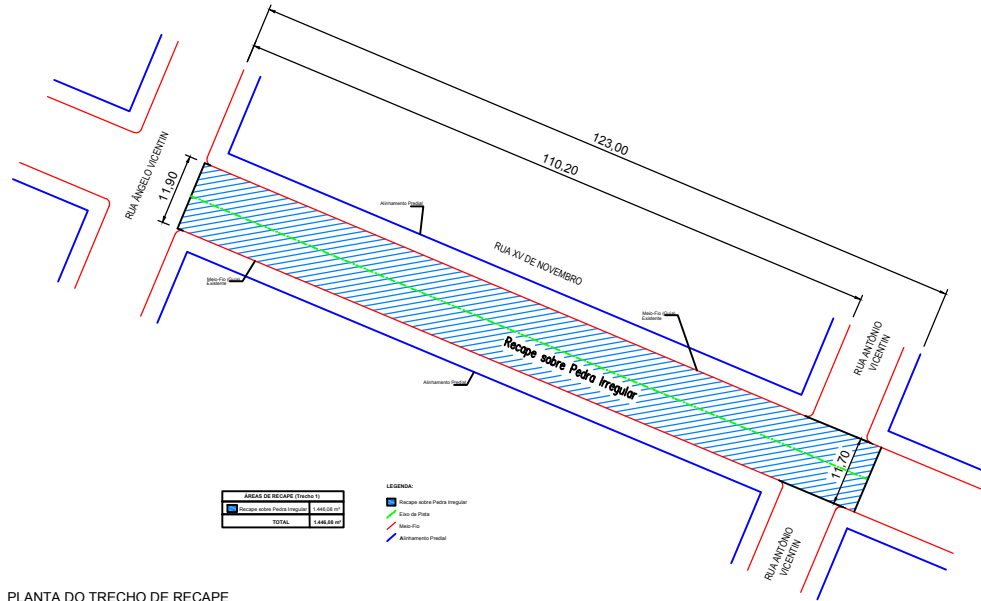 123,00
110,20
RUA ÂNGELO VICENTIN
11,90
Alinhamento Predial
RUA XV DE NOVEMBRO
Meio-Fio (Guia)
Existente
Meio-Fio (Guia)
Existente
RUA ANTÔNIO
VICENTIN
Recape sobre Pedra Irregular
Alinhamento Predial
11,70
RUA ANTÔNIO
VICENTIN
ÁREAS DE RECAPE (Trecho 1)
Recape sobre Pedra Irregular 1.446,08 m²
TOTAL 1.446,08 m²
LEGENDA:
Recape sobre Pedra Irregular
Eixo da Pista
Meio-Fio
Alinhamento Predial
PLANTA DO TRECHO DE RECAPE